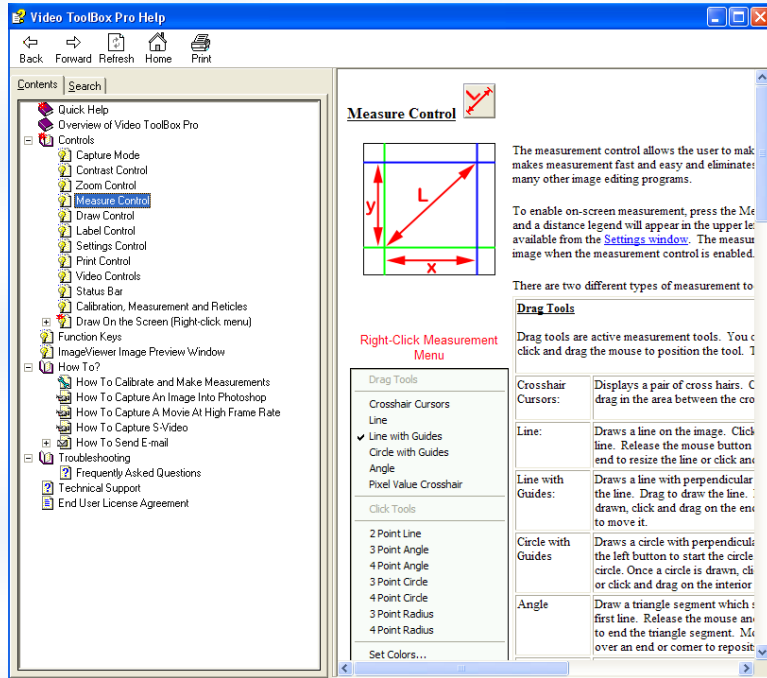 Video ToolBox Pro Help
Back Forward Refresh Home Print
Contents Search
Quick Help
Overview of Video ToolBox Pro
Controls
Capture Mode
Contrast Control
Zoom Control
Measure Control
Draw Control
Label Control
Settings Control
Print Control
Video Controls
Status Bar
Calibration, Measurement and Reticles
Draw On the Screen (Right-click menu)
Function Keys
ImageViewer Image Preview Window
How To?
How To Calibrate and Make Measurements
How To Capture An Image Into Photoshop
How To Capture A Movie At High Frame Rate
How To Capture S-Video
How To Send E-mail
Troubleshooting
Frequently Asked Questions
Technical Support
End User License Agreement
Measure Control
y L
x
The measurement control allows the user to mak
makes measurement fast and easy and eliminates
many other image editing programs.
To enable on-screen measurement, press the Me
and a distance legend will appear in the upper le
available from the Settings window. The measur
image when the measurement control is enabled.
There are two different types of measurement to
Right-Click Measurement
Menu
Drag Tools
Crosshair Cursors
Line
Line with Guides
Circle with Guides
Angle
Pixel Value Crosshair
Click Tools
2 Point Line
3 Point Angle
4 Point Angle
3 Point Circle
4 Point Circle
3 Point Radius
4 Point Radius
Set Colors...
Drag Tools
Drag tools are active measurement tools. You c
click and drag the mouse to position the tool. T
Crosshair Displays a pair of cross hairs. C
Cursors: drag in the area between the cro
Line: Draws a line on the image. Click
line. Release the mouse button
end to resize the line or click and
Line with Draws a line with perpendicular
Guides: the line. Drag to draw the line.
drawn, click and drag on the end
to move it.
Circle with Draws a circle with perpendicula
Guides the left button to start the circle
circle. Once a circle is drawn, cli
or click and drag on the interior
Angle Draw a triangle segment which s
first line. Release the mouse and
to end the triangle segment. Mo
over an end or corner to reposit